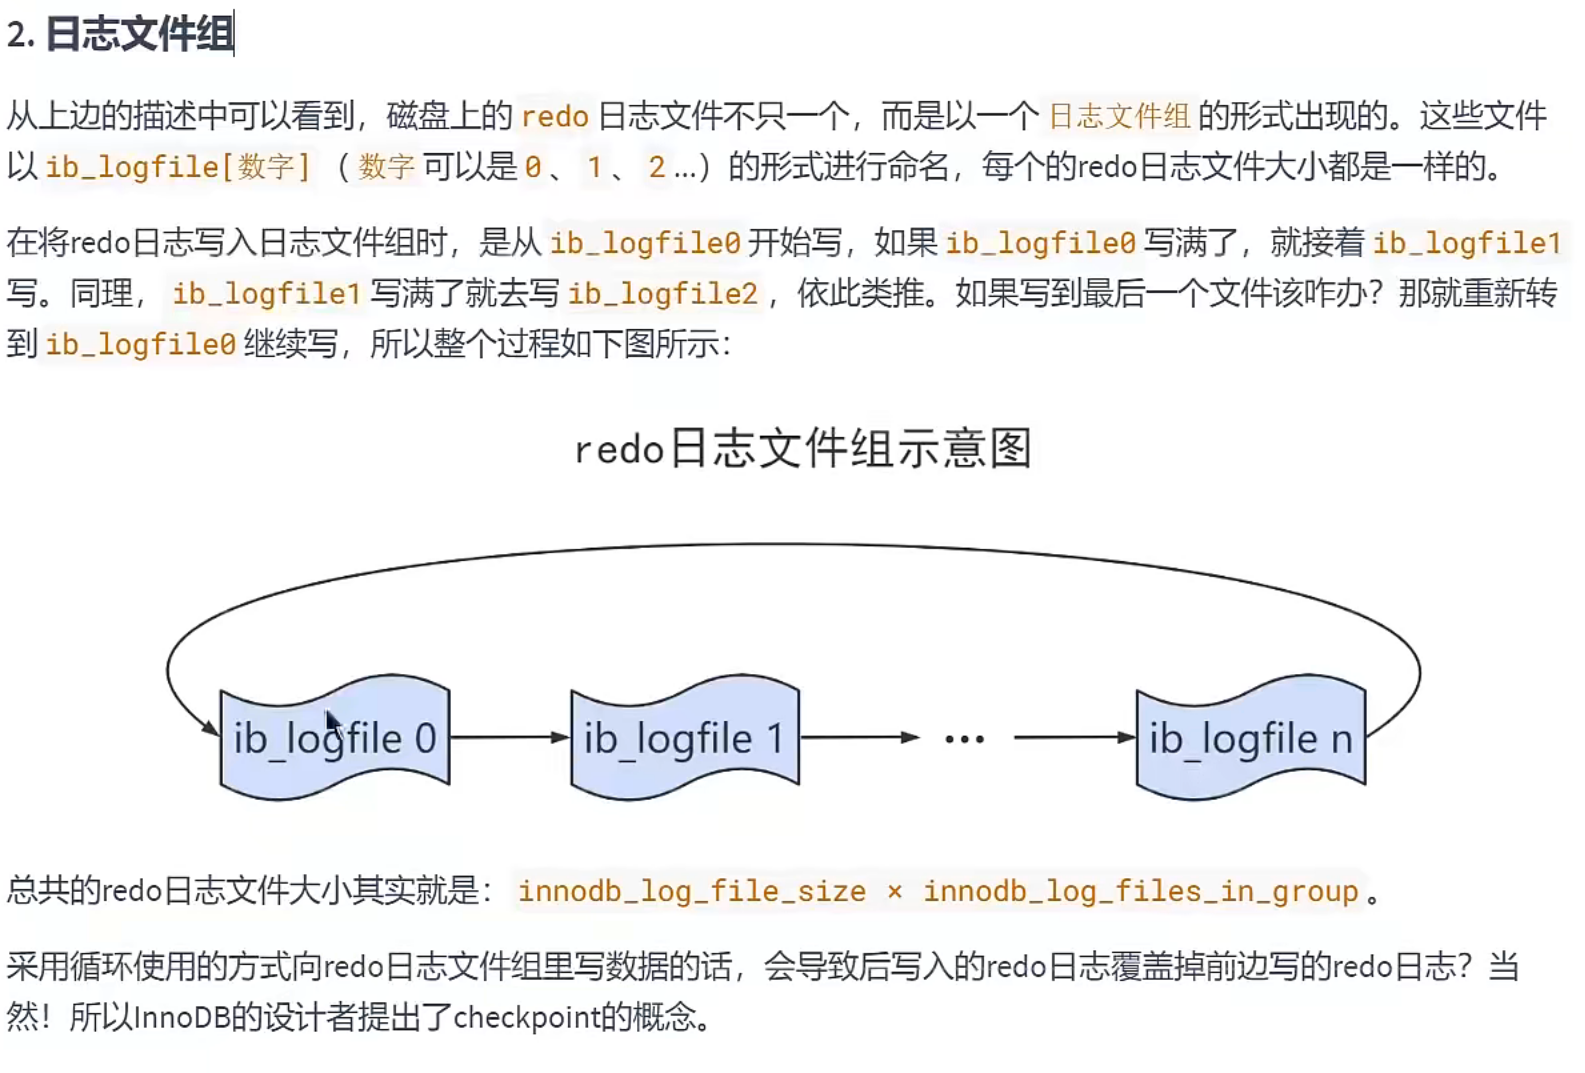 2. 日志文件组
从上边的描述中可以看到，磁盘上的 redo 日志文件不只一个，而是以一个 日志文件组 的形式出现的。这些文件
以 ib_logfile[数字] （ 数字 可以是 0 、 1 、 2 ...）的形式进行命名，每个的redo日志文件大小都是一样的。
在将redo日志写入日志文件组时，是从 ib_logfile0 开始写，如果 ib_logfile0 写满了，就接着 ib_logfile1
写。同理， ib_logfile1 写满了就去写 ib_logfile2 ，依此类推。如果写到最后一个文件该咋办？那就重新转
到 ib_logfile0 继续写，所以整个过程如下图所示：
redo日志文件组示意图
ib_logfile 0
ib_logfile 1
...
ib_logfile n
总共的redo日志文件大小其实就是： innodb_log_file_size × innodb_log_files_in_group 。
采用循环使用的方式向redo日志文件组里写数据的话，会导致后写入的redo日志覆盖掉前边写的redo日志？当
然！所以InnoDB的设计者提出了checkpoint的概念。